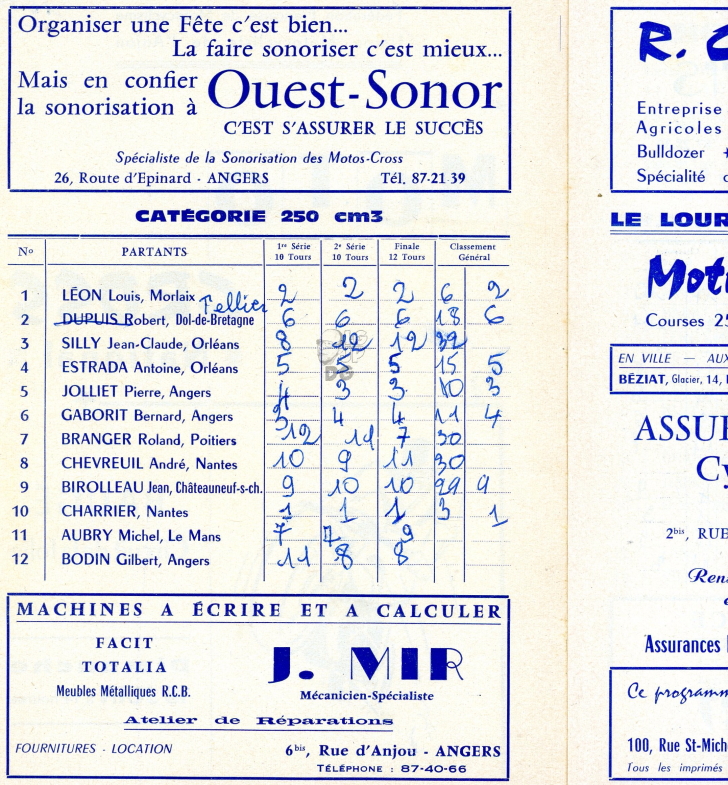 Organiser une Fête c'est bien...
La faire sonoriser c'est mieux...
Mais en confier
la sonorisation à Ouest-Sonor
C'EST S'ASSURER LE SUCCÈS
Spécialiste de la Sonorisation des Motos-Cross
26, Route d'Epinard - ANGERS Tél. 87-21 39
CATÉGORIE 250 cm3
No PARTANTS 1re Série 10 Tours 2e Série 10 Tours Finale 12 Tours Classement Général
1 LÉON Louis, Morlaix 2 2 2 6 2
Tellier
2 DUPUIS Robert, Dol-de-Bretagne 6 6 6 18 6
3 SILLY Jean-Claude, Orléans 8 12 12 32
4 ESTRADA Antoine, Orléans 5 5 5 15 5
5 JOLLIET Pierre, Angers 4 3 3 10 3
6 GABORIT Bernard, Angers 3 4 4 11 4
7 BRANGER Roland, Poitiers 12 11 7 30
8 CHEVREUIL André, Nantes 10 9 11 30
9 BIROLLEAU Jean, Châteauneuf-s-ch. 9 10 10 29 9
10 CHARRIER, Nantes 1 1 1 3 1
11 AUBRY Michel, Le Mans 7 7 9
12 BODIN Gilbert, Angers 11 8 8
MACHINES A ÉCRIRE ET A CALCULER
FACIT
TOTALIA
Meubles Métalliques R.C.B.
J. MIR
Mécanicien-Spécialiste
Atelier de Réparations
FOURNITURES - LOCATION
6bis, Rue d'Anjou - ANGERS
TÉLÉPHONE : 87-40-66
R. C
Entreprise
Agricoles
Bulldozer
Spécialité
LE LOUR
Mot
Courses 25
EN VILLE — AUX
BÉZIAT, Glacier, 14,
ASSUR
Cy
2bis, RUE
Ren
Assurances
Ce programm
100, Rue St-Mich
Tous les imprimés